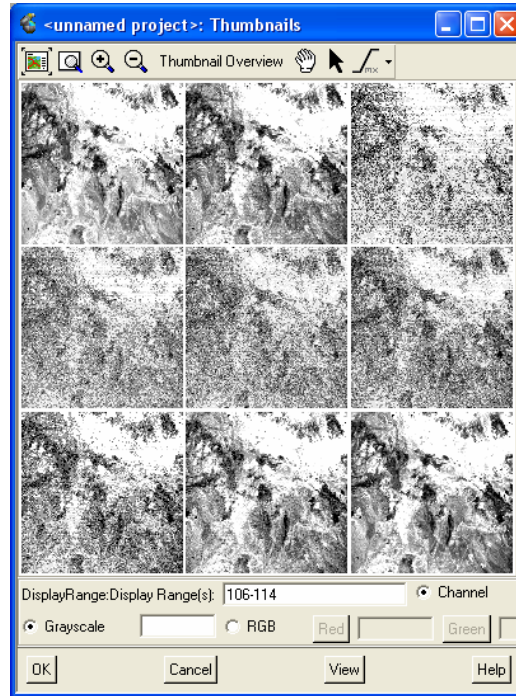 <unnamed project>: Thumbnails
Thumbnail Overview
mx
DisplayRange:Display Range(s): 106-114 Channel
Grayscale RGB Red Green
OK Cancel View Help